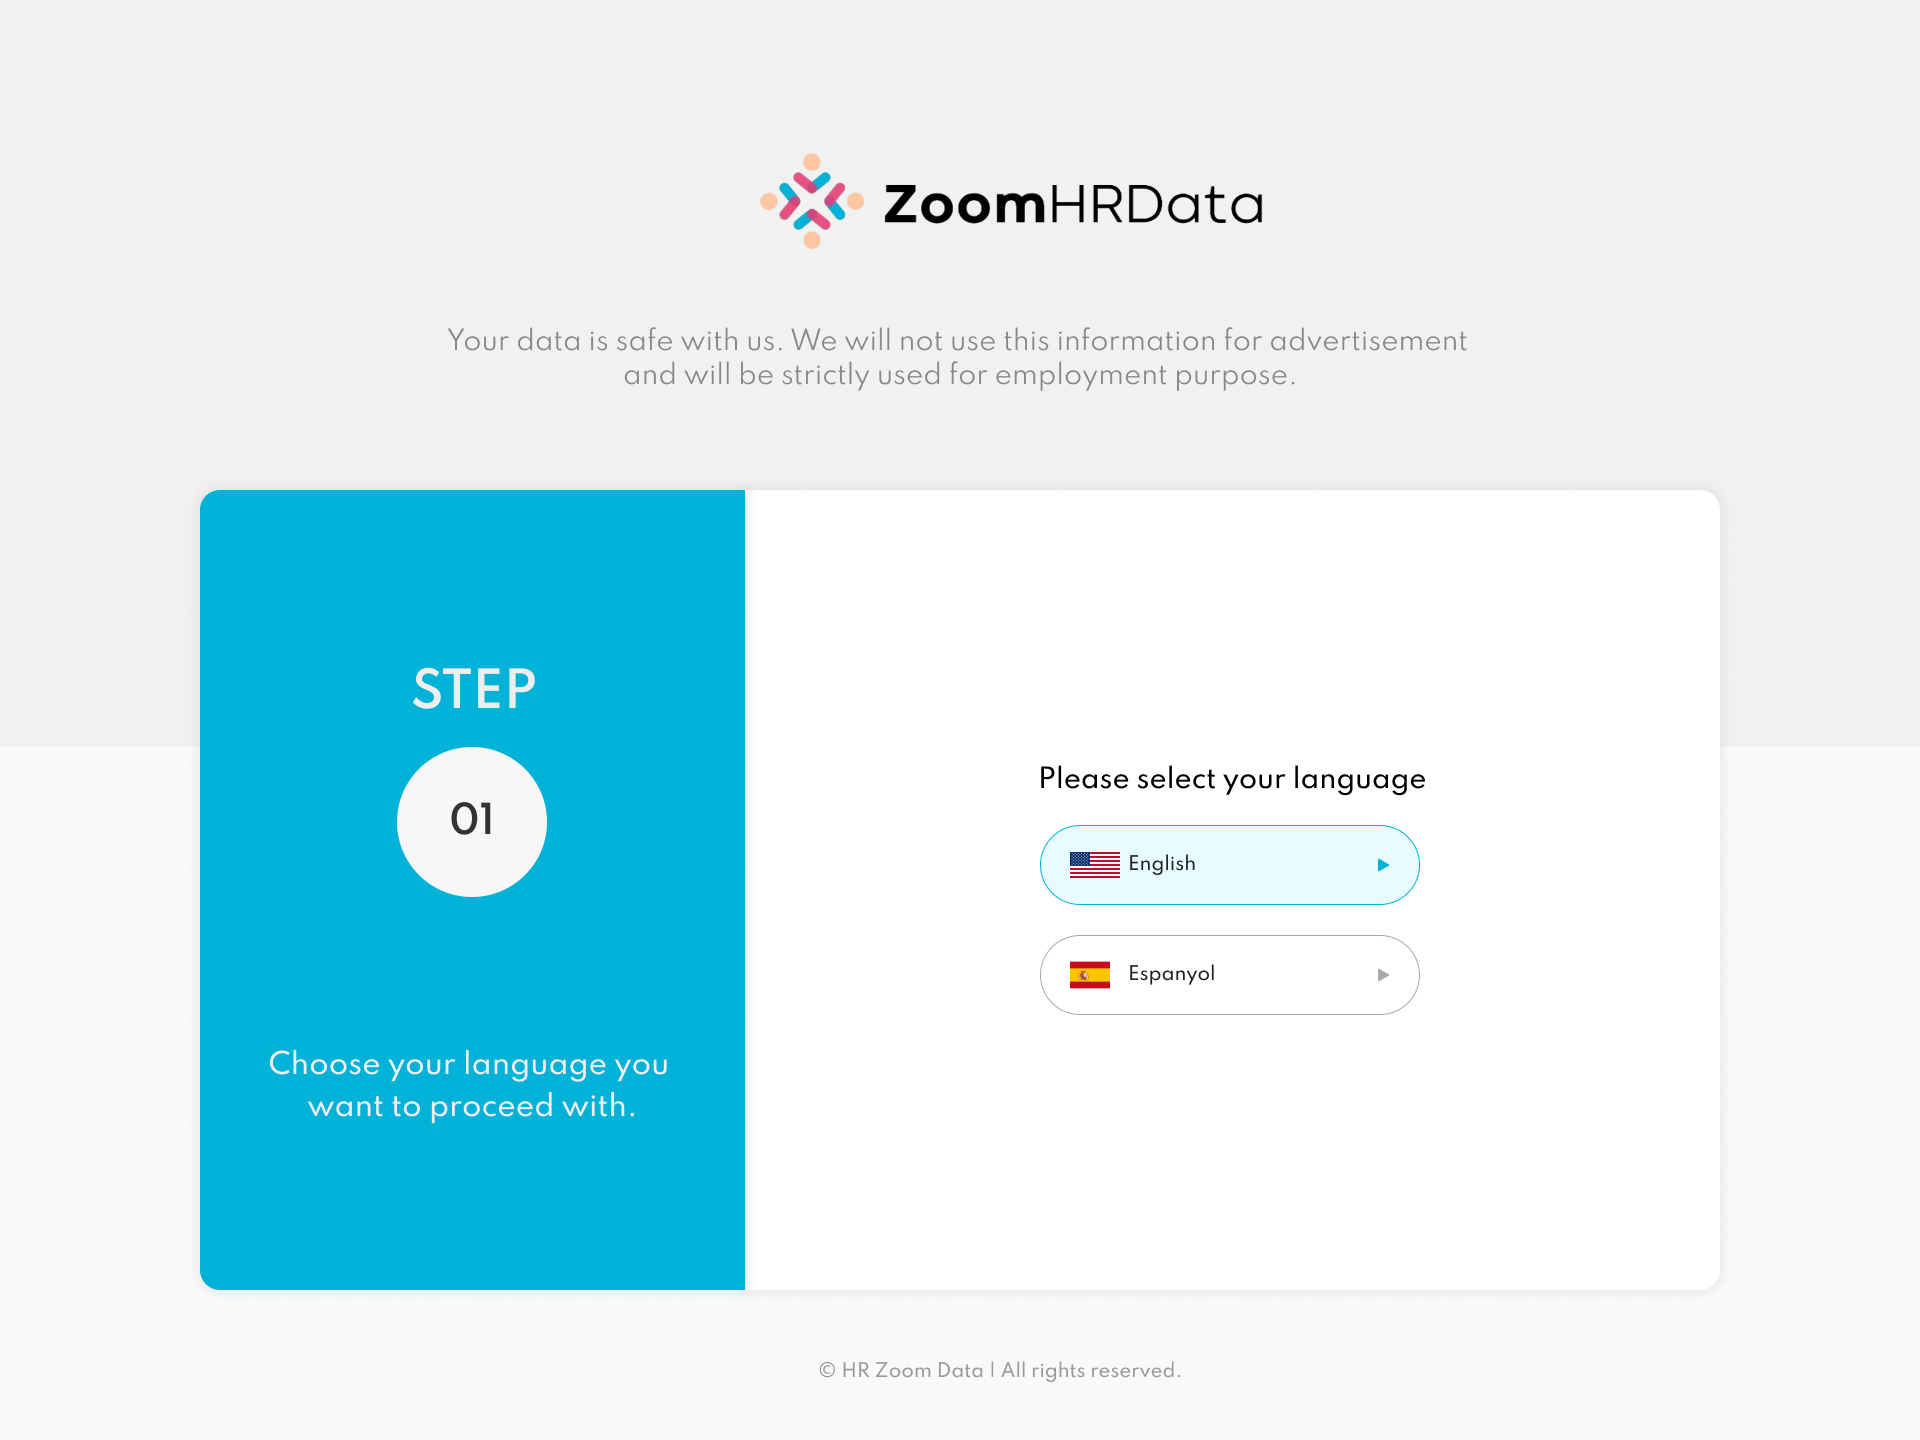 ZoomHRData
Your data is safe with us. We will not use this information for advertisement
and will be strictly used for employment purpose.
STEP
01
Choose your language you
want to proceed with.
Please select your language
English
Espanyol
© HR Zoom Data | All rights reserved.